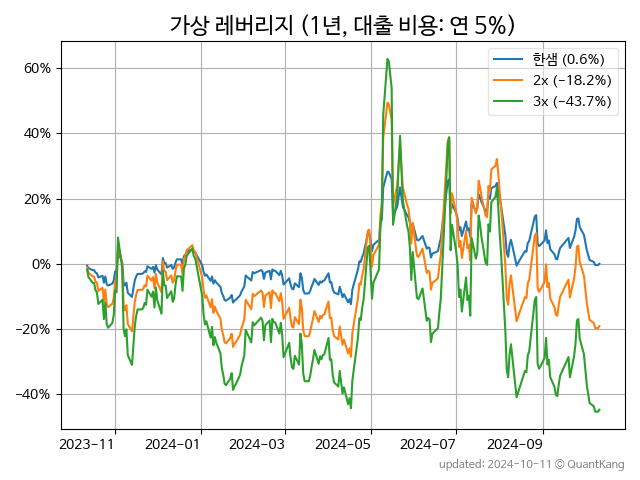 가상 레버리지 (1년, 대출 비용: 연 5%)
한샘 (0.6%)
2x (−18.2%)
3x (−43.7%)
60%
40%
20%
0%
−20%
−40%
2023-11
2024-01
2024-03
2024-05
2024-07
2024-09
updated: 2024-10-11 © QuantKang